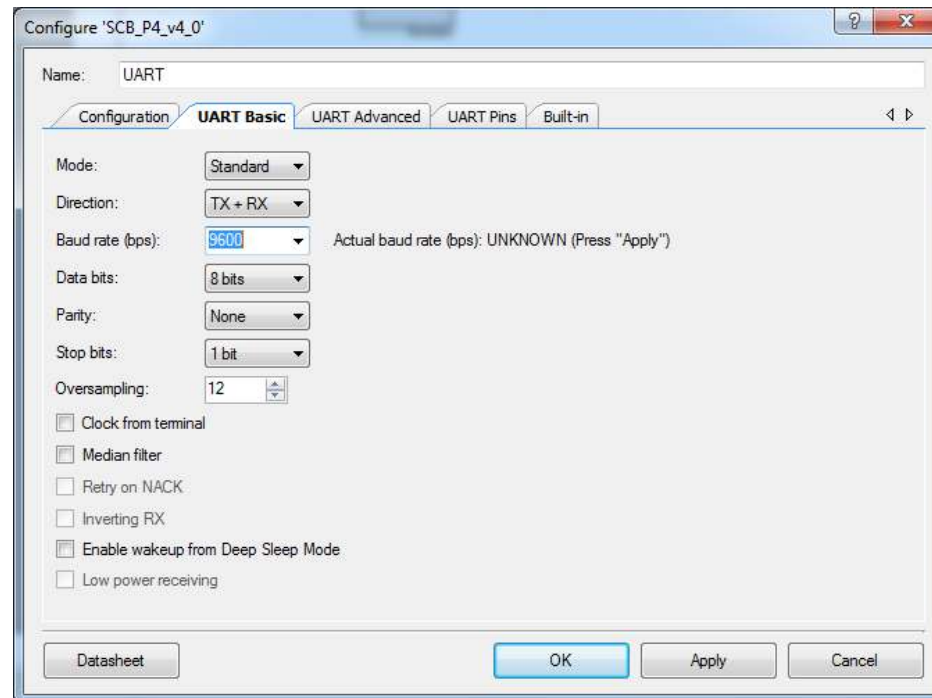 Configure 'SCB_P4_v4_0'
Name: UART
Configuration UART Basic UART Advanced UART Pins Built-in
Mode: Standard
Direction: TX + RX
Baud rate (bps): 9600 Actual baud rate (bps): UNKNOWN (Press "Apply")
Data bits: 8 bits
Parity: None
Stop bits: 1 bit
Oversampling: 12
Clock from terminal
Median filter
Retry on NACK
Inverting RX
Enable wakeup from Deep Sleep Mode
Low power receiving
Datasheet OK Apply Cancel